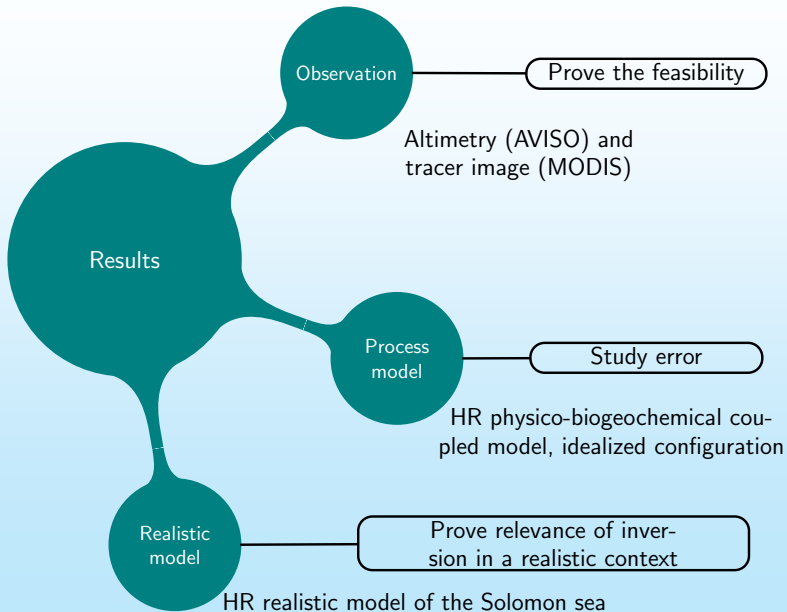 Observation
Prove the feasibility
Altimetry (AVISO) and
tracer image (MODIS)
Results
Process
model
Study error
HR physico-biogeochemical cou-
pled model, idealized configuration
Realistic
model
Prove relevance of inver-
sion in a realistic context
HR realistic model of the Solomon sea